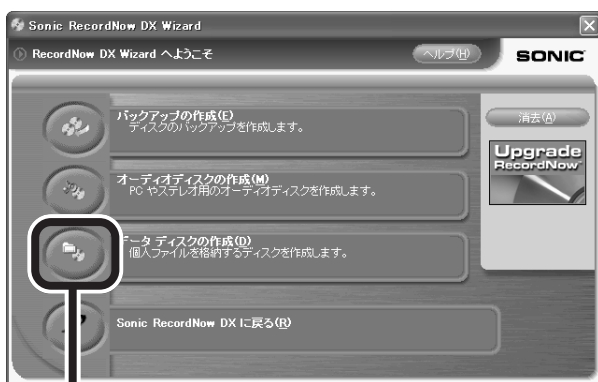 Sonic RecordNow DX Wizard
RecordNow DX Wizard へようこそ
ヘルプ(H)
SONIC
バックアップの作成(E)
ディスクのバックアップを作成します。
消去(A)
Upgrade
RecordNow
オーディオディスクの作成(M)
PC やステレオ用のオーディオディスクを作成します。
データ ディスクの作成(D)
個人ファイルを格納するディスクを作成します。
Sonic RecordNow DX に戻る(R)